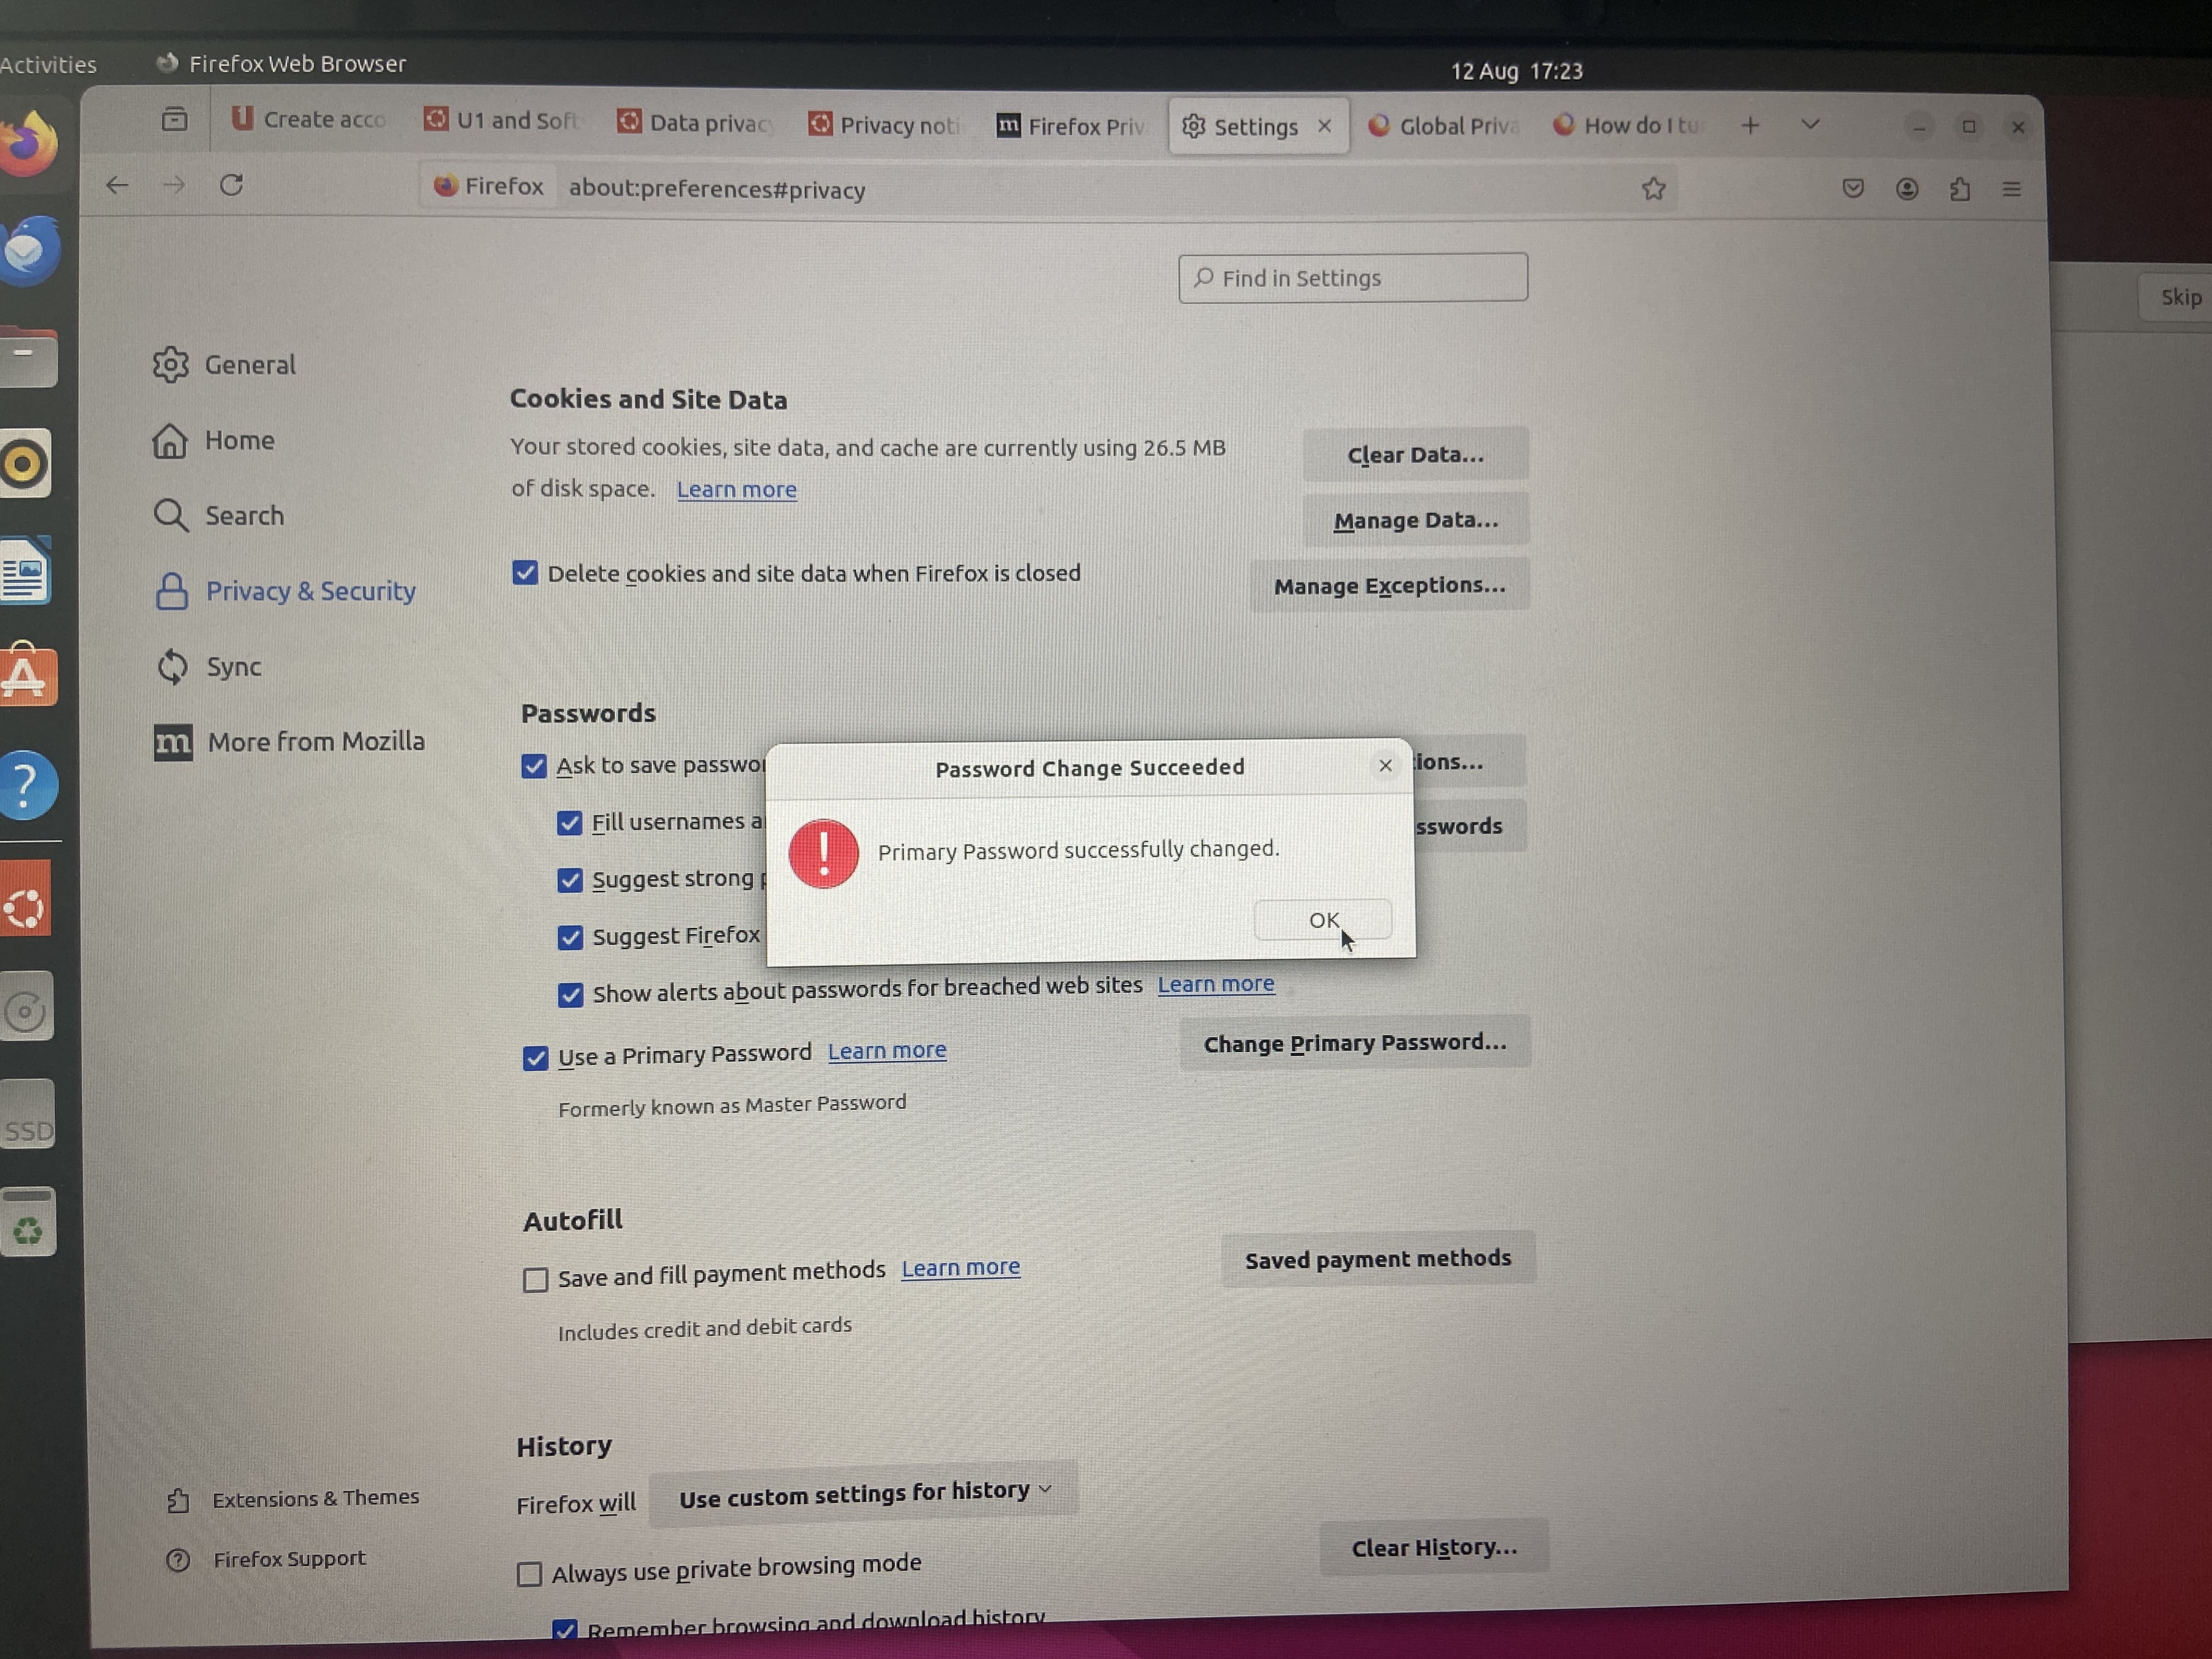 Activities
Firefox Web Browser
12 Aug 17:23
Create acco
U1 and Soft
Data privac
Privacy noti
Firefox Priv
Settings
Global Priva
How do I tu
Firefox
about:preferences#privacy
Find in Settings
Skip
General
Home
Search
Privacy & Security
Sync
m More from Mozilla
Cookies and Site Data
Your stored cookies, site data, and cache are currently using 26.5 MB
of disk space. Learn more
Clear Data...
Manage Data...
Delete cookies and site data when Firefox is closed
Manage Exceptions...
Passwords
Ask to save passwor
ions...
Fill usernames a
sswords
Suggest strong p
Suggest Firefox
Password Change Succeeded
Primary Password successfully changed.
OK
Show alerts about passwords for breached web sites Learn more
Use a Primary Password Learn more
Change Primary Password...
Formerly known as Master Password
SSD
Autofill
Save and fill payment methods Learn more
Saved payment methods
Includes credit and debit cards
History
Firefox will Use custom settings for history
Always use private browsing mode
Clear History...
Remember browsing and download history
Extensions & Themes
Firefox Support